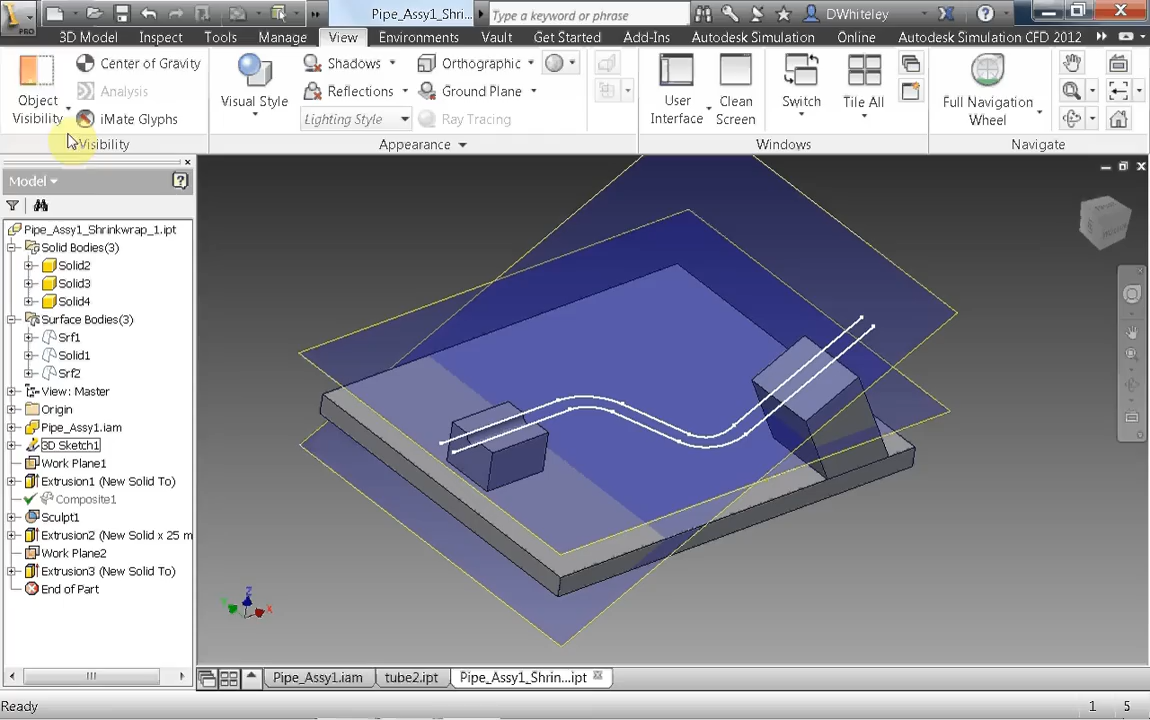 Pipe_Assy1_Shri...
Type a keyword or phrase
DWhiteley
PRO
3D Model
Inspect
Tools
Manage
View
Environments
Vault
Get Started
Add-Ins
Autodesk Simulation
Online
Autodesk Simulation CFD 2012
Object
Visibility
Center of Gravity
Analysis
iMate Glyphs
Visibility
Visual Style
Shadows
Reflections
Lighting Style
Orthographic
Ground Plane
Ray Tracing
Appearance
User
Interface
Clean
Screen
Switch
Tile All
Windows
Full Navigation
Wheel
Navigate
Model
Pipe_Assy1_Shrinkwrap_1.ipt
Solid Bodies(3)
Solid2
Solid3
Solid4
Surface Bodies(3)
Srf1
Solid1
Srf2
View: Master
Origin
Pipe_Assy1.iam
3D Sketch1
Work Plane1
Extrusion1 (New Solid To)
Composite1
Sculpt1
Extrusion2 (New Solid x 25 m
Work Plane2
Extrusion3 (New Solid To)
End of Part
Z
X
Pipe_Assy1.iam
tube2.ipt
Pipe_Assy1_Shrin...ipt
Ready
1
5